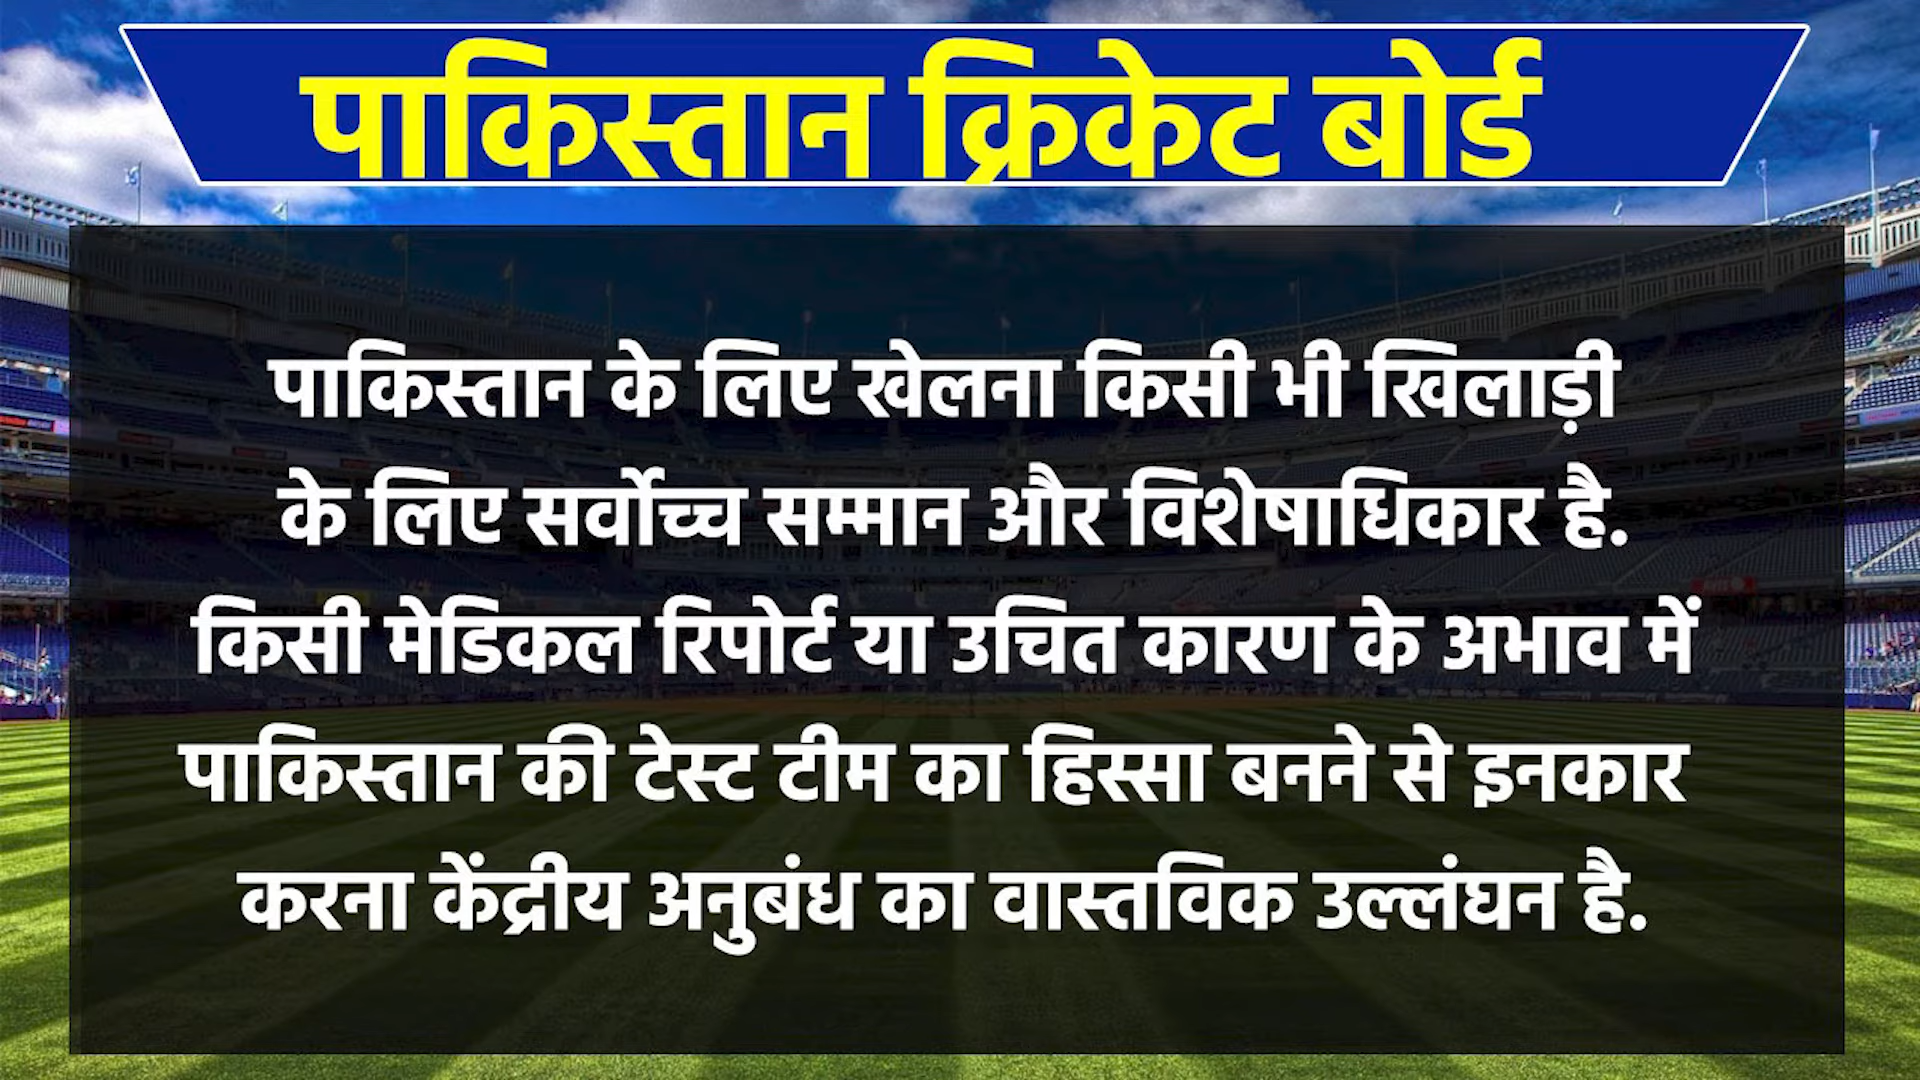 पाकिस्तान क्रिकेट बोर्ड
पाकिस्तान के लिए खेलना किसी भी खिलाड़ी
के लिए सर्वोच्च सम्मान और विशेषाधिकार है.
किसी मेडिकल रिपोर्ट या उचित कारण के अभाव में
पाकिस्तान की टेस्ट टीम का हिस्सा बनने से इनकार
करना केंद्रीय अनुबंध का वास्तविक उल्लंघन है.